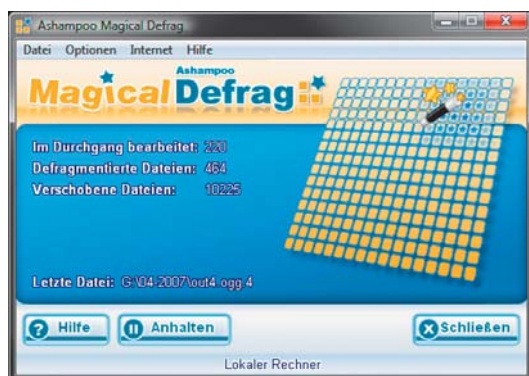 Ashampoo Magical Defrag
Datei Optionen Internet Hilfe
Ashampoo
Magical Defrag
Im Durchgang bearbeitet: 220
Defragmentierte Dateien: 464
Verschobene Dateien: 10225
Letzte Datei: G:\04-2007\out4.ogg.4
Hilfe Anhalten Schließen
Lokaler Rechner